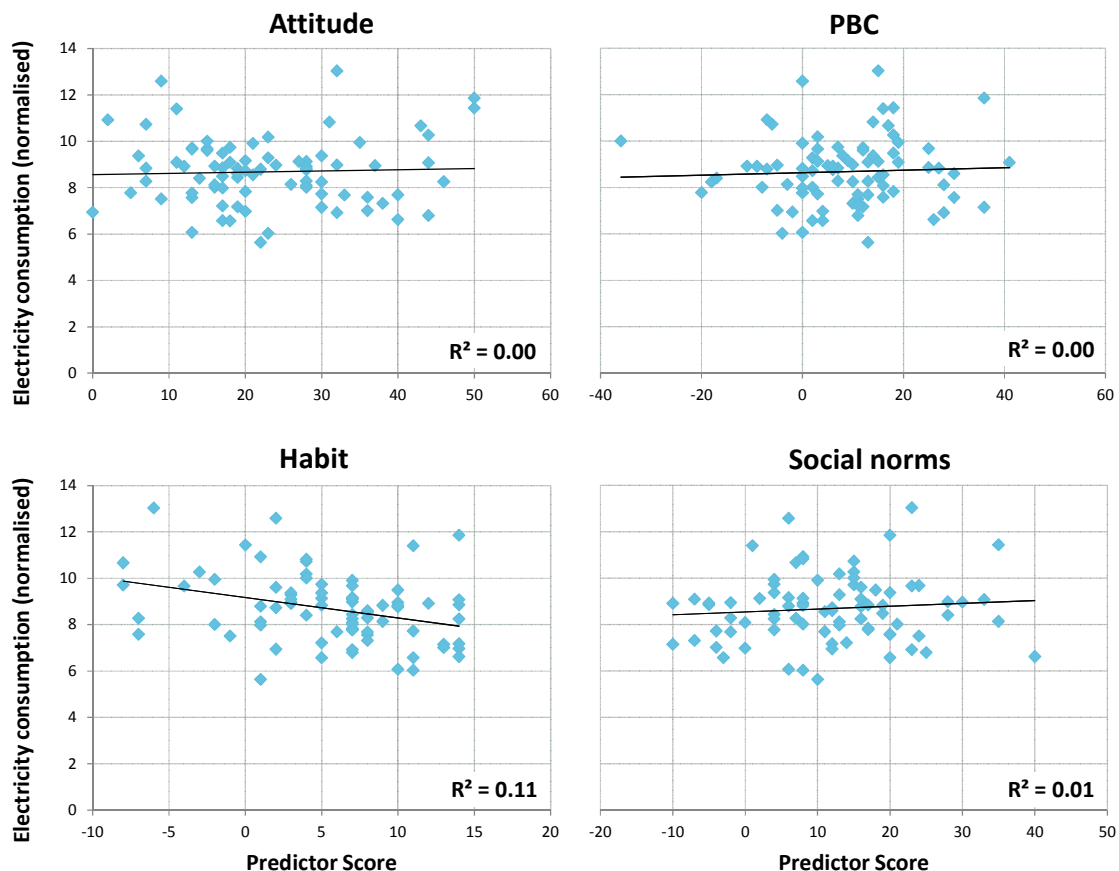 Attitude
PBC
Electricity consumption (normalised)
14
12
10
8
6
4
2
0
R² = 0.00
0 10 20 30 40 50 60
R² = 0.00
-40 -20 0 20 40 60
Habit
Social norms
Electricity consumption (normalised)
14
12
10
8
6
4
2
0
R² = 0.11
-10 -5 0 5 10 15 20
Predictor Score
R² = 0.01
-20 -10 0 10 20 30 40 50
Predictor Score